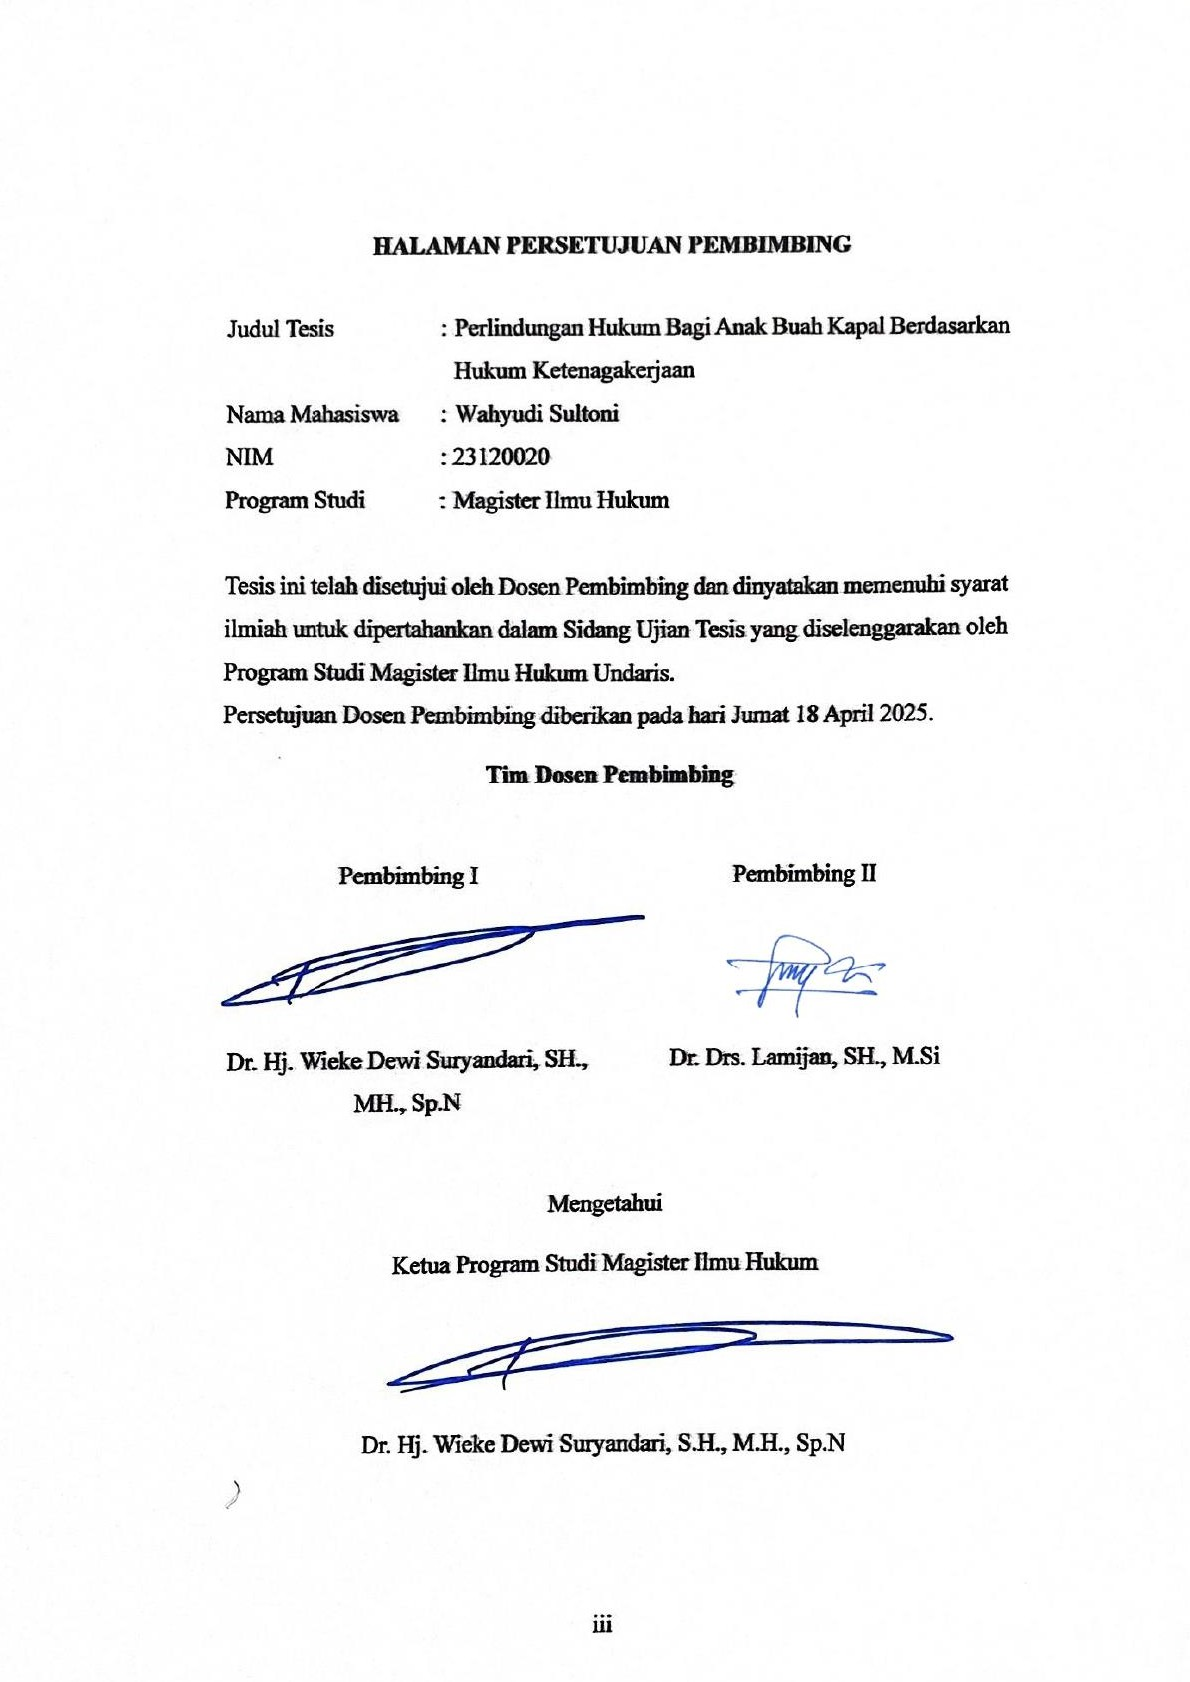 HALAMAN PERSETUJUAN PEMBIMBING
Judul Tesis : Perlindungan Hukum Bagi Anak Buah Kapal Berdasarkan
Hukum Ketenagakerjaan
Nama Mahasiswa : Wahyudi Sultoni
NIM : 23120020
Program Studi : Magister Ilmu Hukum
Tesis ini telah disetujui oleh Dosen Pembimbing dan dinyatakan memenuhi syarat
ilmiah untuk dipertahankan dalam Sidang Ujian Tesis yang diselenggarakan oleh
Program Studi Magister Ilmu Hukum Undaris.
Persetujuan Dosen Pembimbing diberikan pada hari Jumat 18 April 2025.
Tim Dosen Pembimbing
Pembimbing I Pembimbing II
Dr. Hj. Wieke Dewi Suryandari, SH., Dr. Drs. Lamijan, SH., M.Si
MH., Sp.N
Mengetahui
Ketua Program Studi Magister Ilmu Hukum
Dr. Hj. Wieke Dewi Suryandari, S.H., M.H., Sp.N
iii